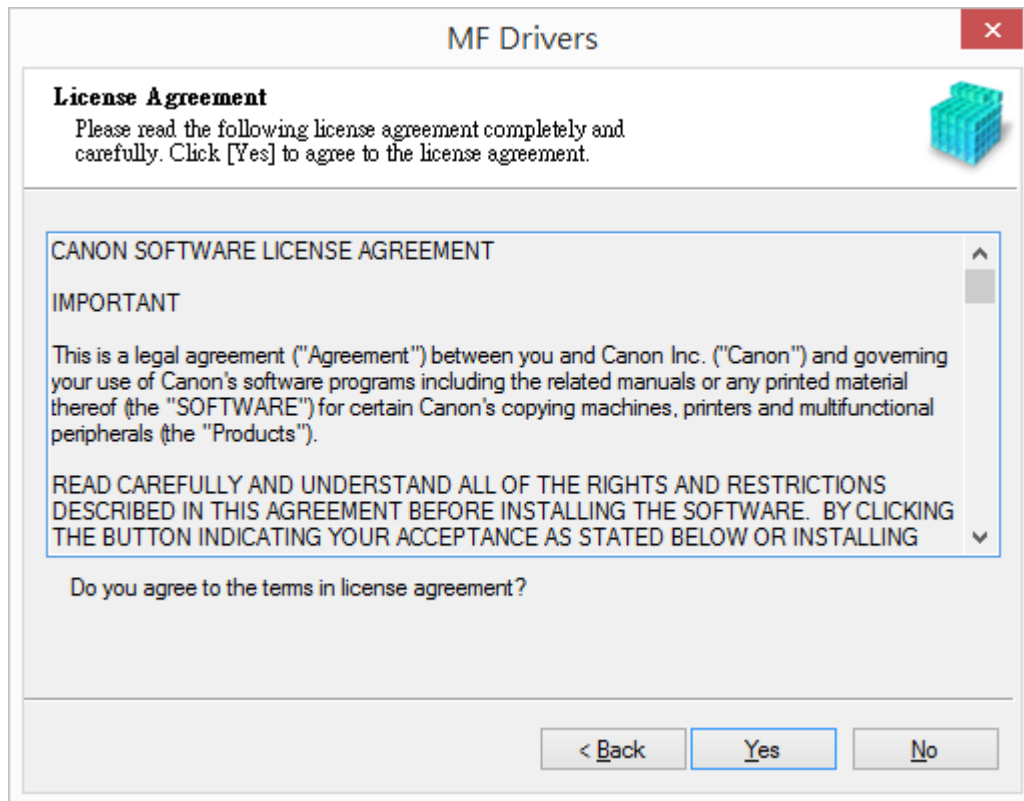 MF Drivers
License Agreement
Please read the following license agreement completely and
carefully. Click [Yes] to agree to the license agreement.
CANON SOFTWARE LICENSE AGREEMENT
IMPORTANT
This is a legal agreement ("Agreement") between you and Canon Inc. ("Canon") and governing
your use of Canon's software programs including the related manuals or any printed material
thereof (the "SOFTWARE") for certain Canon's copying machines, printers and multifunctional
peripherals (the "Products").
READ CAREFULLY AND UNDERSTAND ALL OF THE RIGHTS AND RESTRICTIONS
DESCRIBED IN THIS AGREEMENT BEFORE INSTALLING THE SOFTWARE.  BY CLICKING
THE BUTTON INDICATING YOUR ACCEPTANCE AS STATED BELOW OR INSTALLING
Do you agree to the terms in license agreement?
< Back Yes No